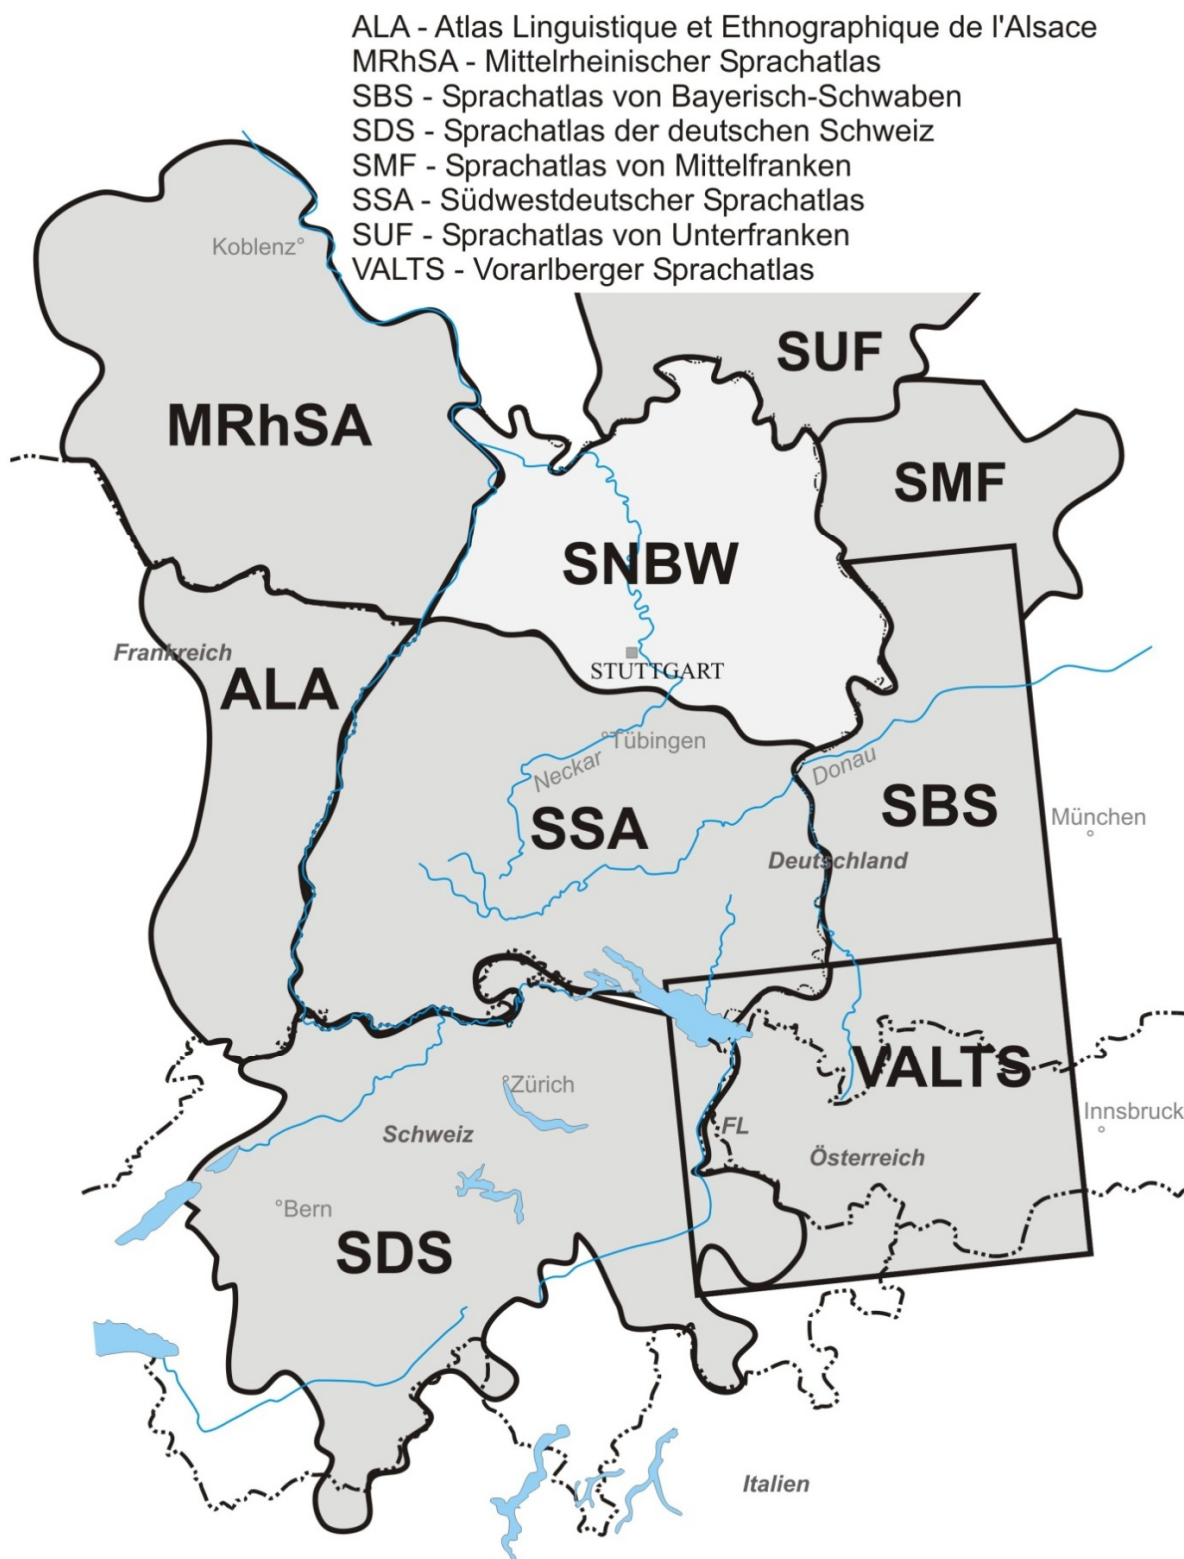 ALA - Atlas Linguistique et Ethnographique de l'Alsace
MRhSA - Mittelrheinischer Sprachatlas
SBS - Sprachatlas von Bayerisch-Schwaben
SDS - Sprachatlas der deutschen Schweiz
SMF - Sprachatlas von Mittelfranken
SSA - Südwestdeutscher Sprachatlas
SUF - Sprachatlas von Unterfranken
VALTS - Vorarlberger Sprachatlas
Koblenz
SUF
MRhSA
SMF
SNBW
Frankreich
STUTTGART
ALA
Tübingen
Neckar
Donau
SBS
München
SSA
Deutschland
VALTS
Zürich
Innsbruck
Schweiz
FL
Österreich
Bern
SDS
Italien